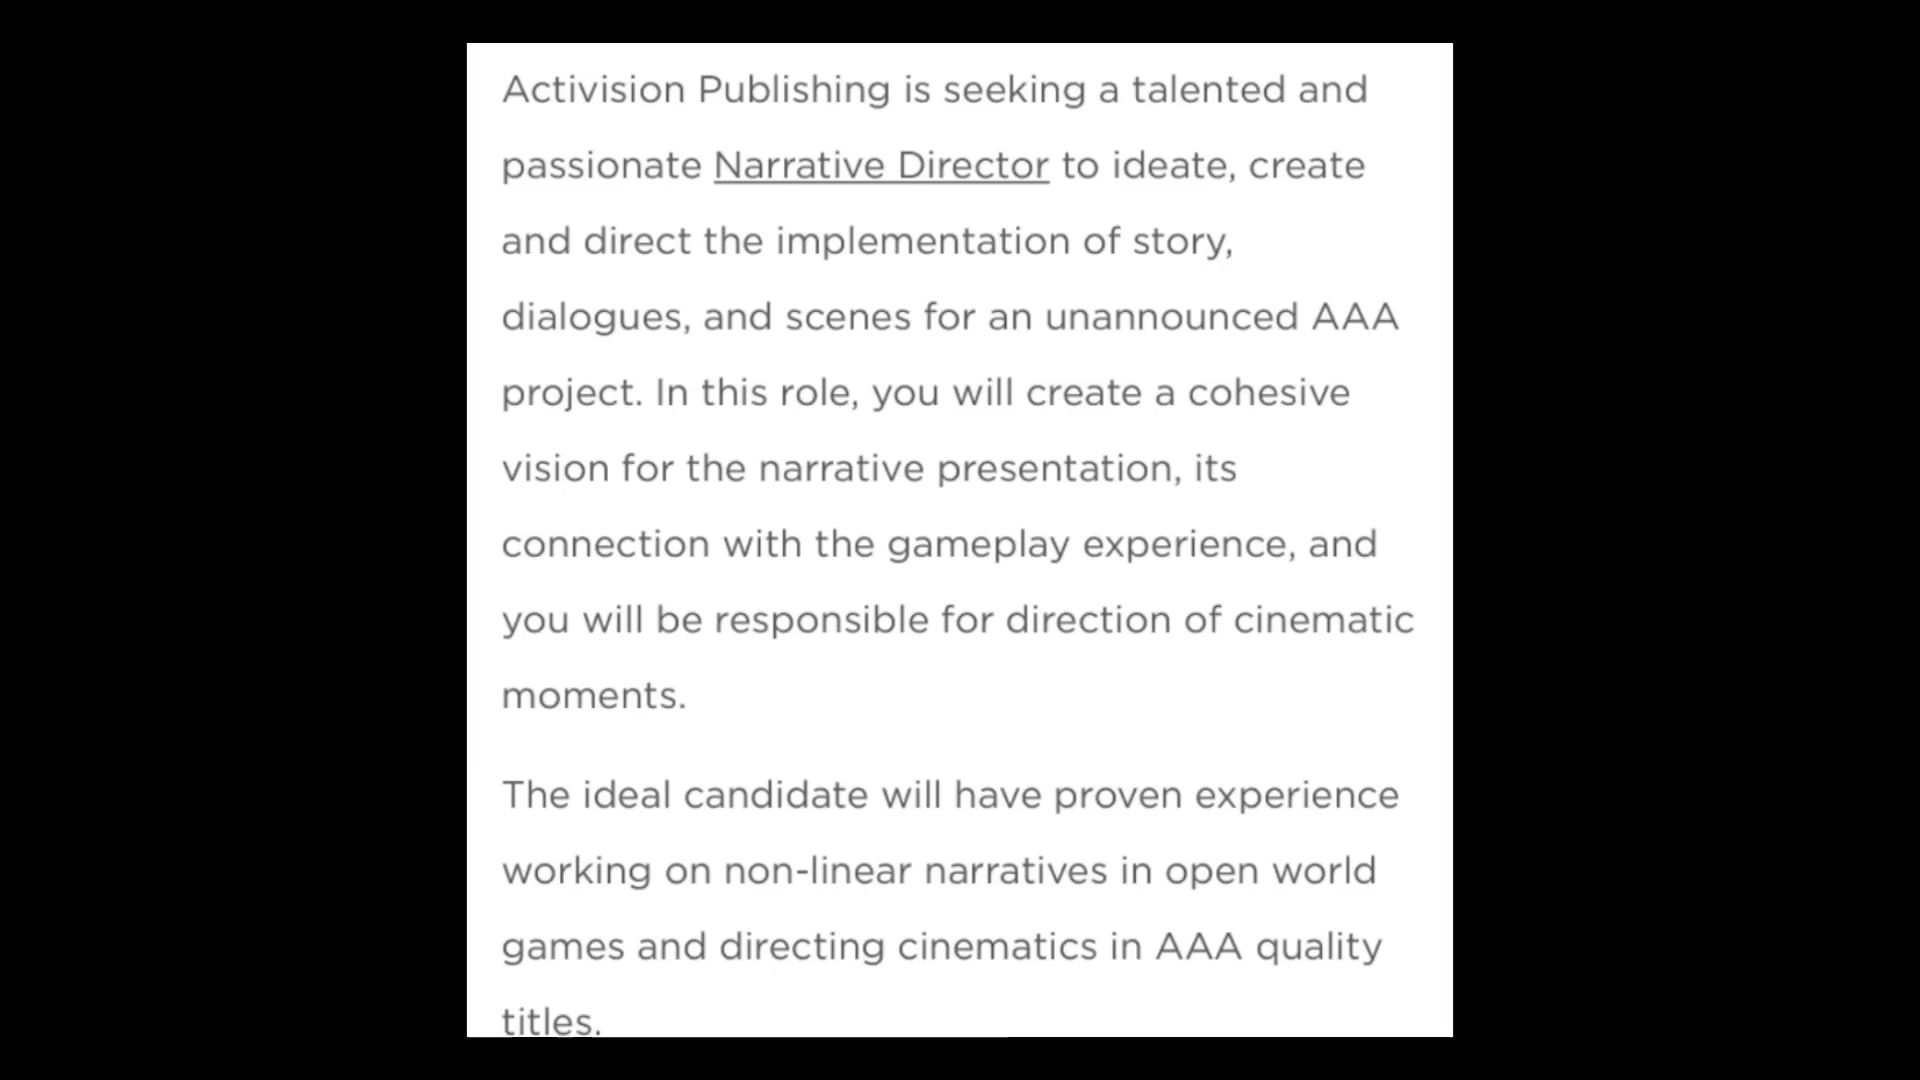 Activision Publishing is seeking a talented and
passionate Narrative Director to ideate, create
and direct the implementation of story,
dialogues, and scenes for an unannounced AAA
project. In this role, you will create a cohesive
vision for the narrative presentation, its
connection with the gameplay experience, and
you will be responsible for direction of cinematic
moments.
The ideal candidate will have proven experience
working on non-linear narratives in open world
games and directing cinematics in AAA quality
titles.